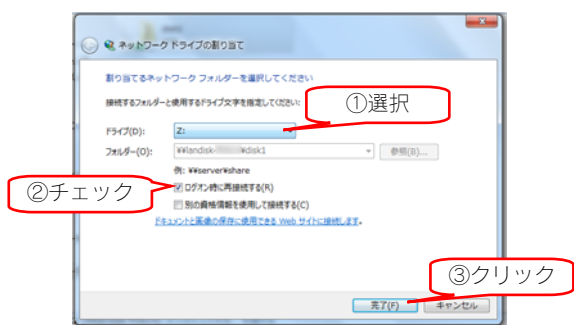 ネットワーク ドライブの割り当て
割り当てるネットワーク フォルダーを選択してください
接続するフォルダーと使用するドライブ文字を指定してください:
①選択
ドライブ(D): Z:
フォルダー(O): ¥¥landisk- ¥disk1 参照(B)...
例: ¥¥server¥share
②チェック
ログオン時に再接続する(R)
別の資格情報を使用して接続する(C)
ドキュメントと画像の保存に使用できる Web サイトに接続します。
③クリック
完了(F) キャンセル